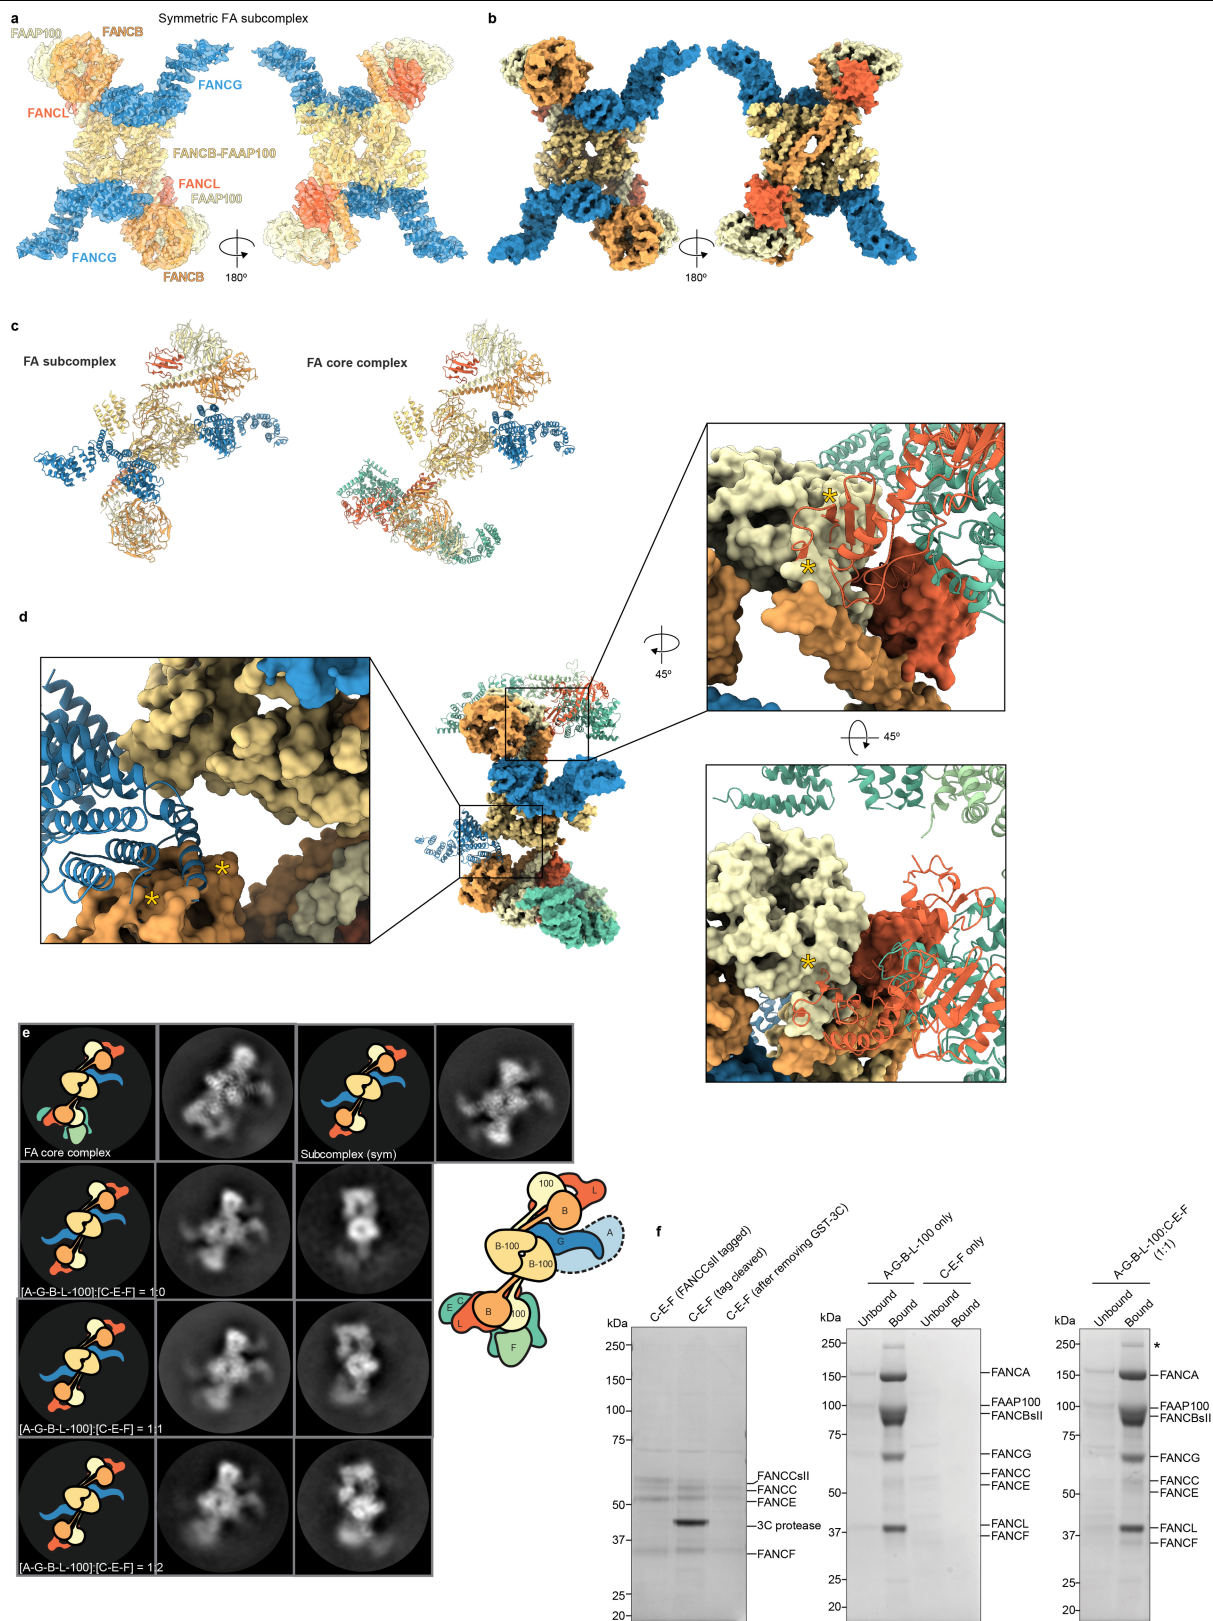 a
Symmetric FA subcomplex
FAAP100
FANCB
FANCG
FANCL
FANCB-FAAP100
FANCL
FAAP100
FANCG
FANCB
180º
b
180º
c
FA subcomplex
FA core complex
d
45º
45º
e
FA core complex
Subcomplex (sym)
[A-G-B-L-100]:[C-E-F] = 1:0
[A-G-B-L-100]:[C-E-F] = 1:1
[A-G-B-L-100]:[C-E-F] = 1:2
100
L
B
A
G
B-100
B-100
E
C
L
B
100
F
f
C-E-F (FANCCsII tagged)
C-E-F (tag cleaved)
C-E-F (after removing GST-3C)
kDa
250
150
100
75
50
37
25
20
FANCCsII
FANCC
FANCE
3C protease
FANCF
A-G-B-L-100 only
C-E-F only
Unbound
Bound
Unbound
Bound
kDa
250
150
100
75
50
37
25
20
FANCA
FAAP100
FANCBsII
FANCG
FANCC
FANCE
FANCL
FANCF
A-G-B-L-100:C-E-F
(1:1)
Unbound
Bound
kDa
250
150
100
75
50
37
25
20
*
FANCA
FAAP100
FANCBsII
FANCG
FANCC
FANCE
FANCL
FANCF